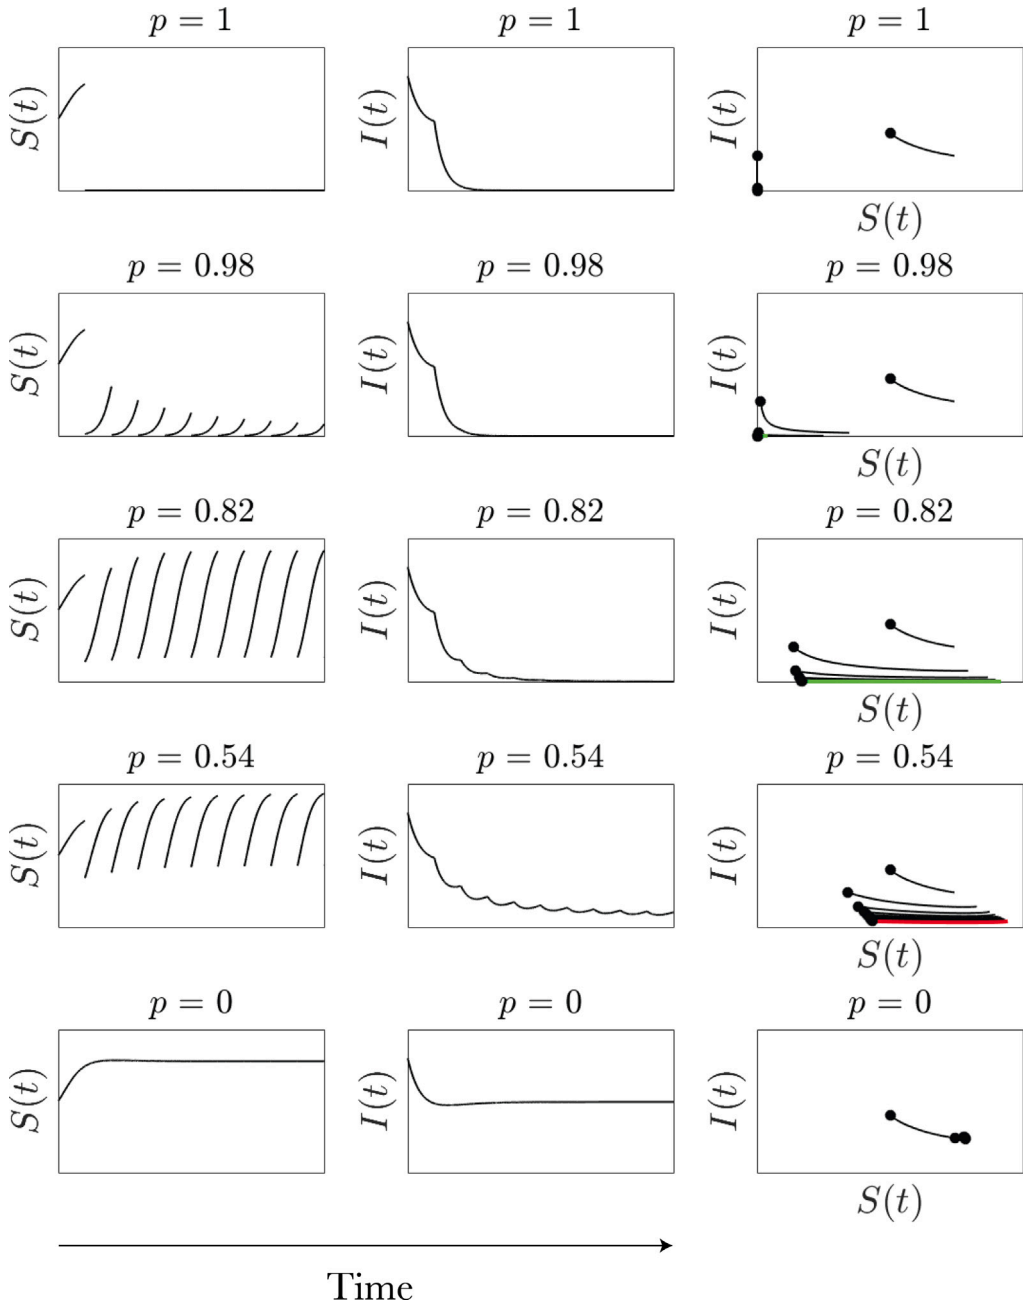 p = 1 p = 1 p = 1
S(t) I(t) I(t)
S(t)
p = 0.98 p = 0.98 p = 0.98
S(t) I(t) I(t)
S(t)
p = 0.82 p = 0.82 p = 0.82
S(t) I(t) I(t)
S(t)
p = 0.54 p = 0.54 p = 0.54
S(t) I(t) I(t)
S(t)
p = 0 p = 0 p = 0
S(t) I(t) I(t)
S(t)
Time